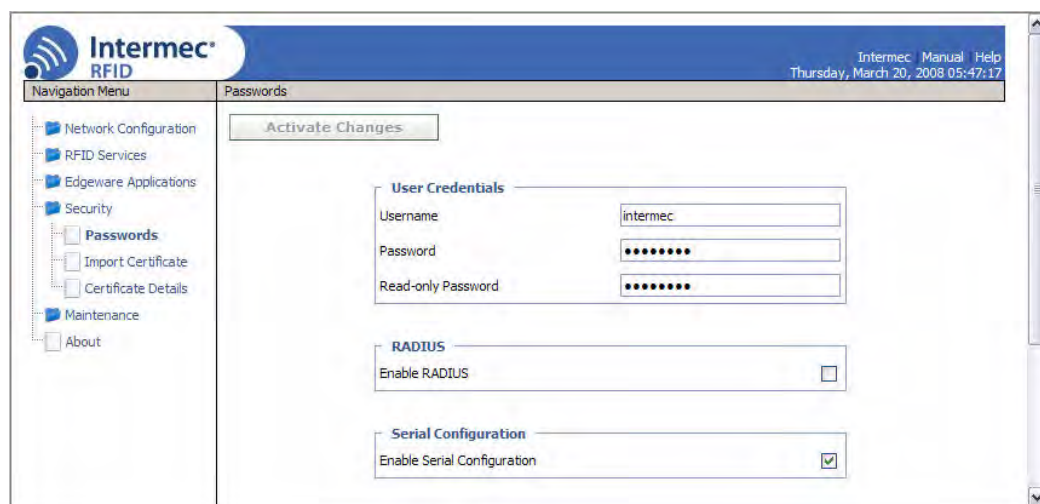 Intermec®
RFID
Intermec | Manual | Help
Thursday, March 20, 2008 05:47:17
Navigation Menu
Passwords
Network Configuration
RFID Services
Edgeware Applications
Security
Passwords
Import Certificate
Certificate Details
Maintenance
About
Activate Changes
User Credentials
Username
intermec
Password
••••••••
Read-only Password
••••••••
RADIUS
Enable RADIUS
Serial Configuration
Enable Serial Configuration